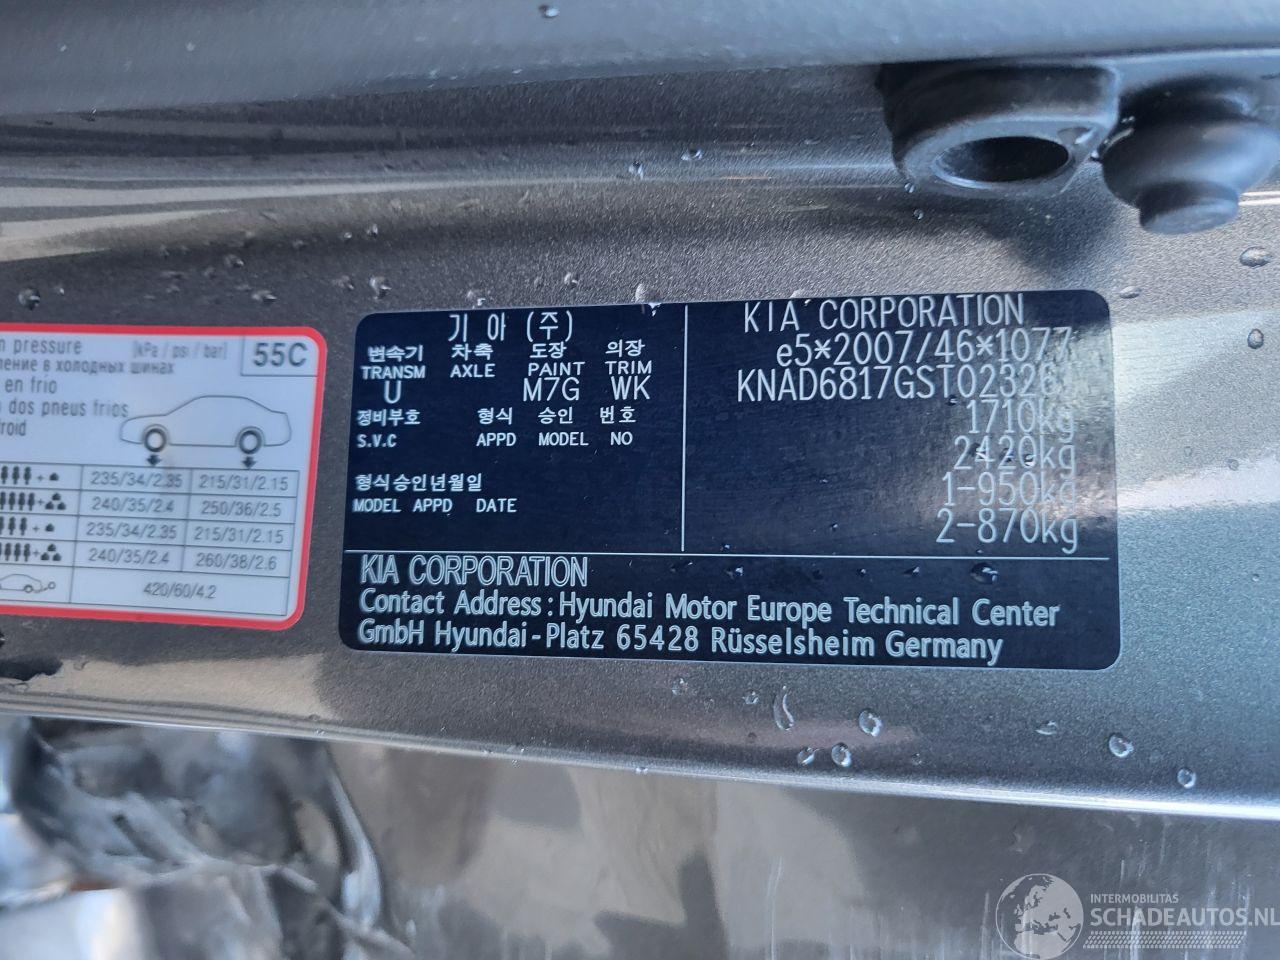 n pressure [kPa / psi / bar] 55C
ление в холодных шинах
en frio
dos pneus frios
froid
235/34/2.35 215/31/2.15
240/35/2.4 250/36/2.5
235/34/2.35 215/31/2.15
240/35/2.4 260/38/2.6
420/60/4.2
기 아 (주)
변속기 차축 도장 의장
TRANSM AXLE PAINT TRIM
U M7G WK
정비부호 형식 승인 번호
S.V.C APPD MODEL NO
형식승인년월일
MODEL APPD DATE
KIA CORPORATION
e5*2007/46*1077
KNAD6817GST02326
1710kg
2420kg
1-950kg
2-870kg
KIA CORPORATION
Contact Address : Hyundai Motor Europe Technical Center
GmbH Hyundai-Platz 65428 Rüsselsheim Germany
INTERMOBILITAS
SCHADEAUTOS.NL